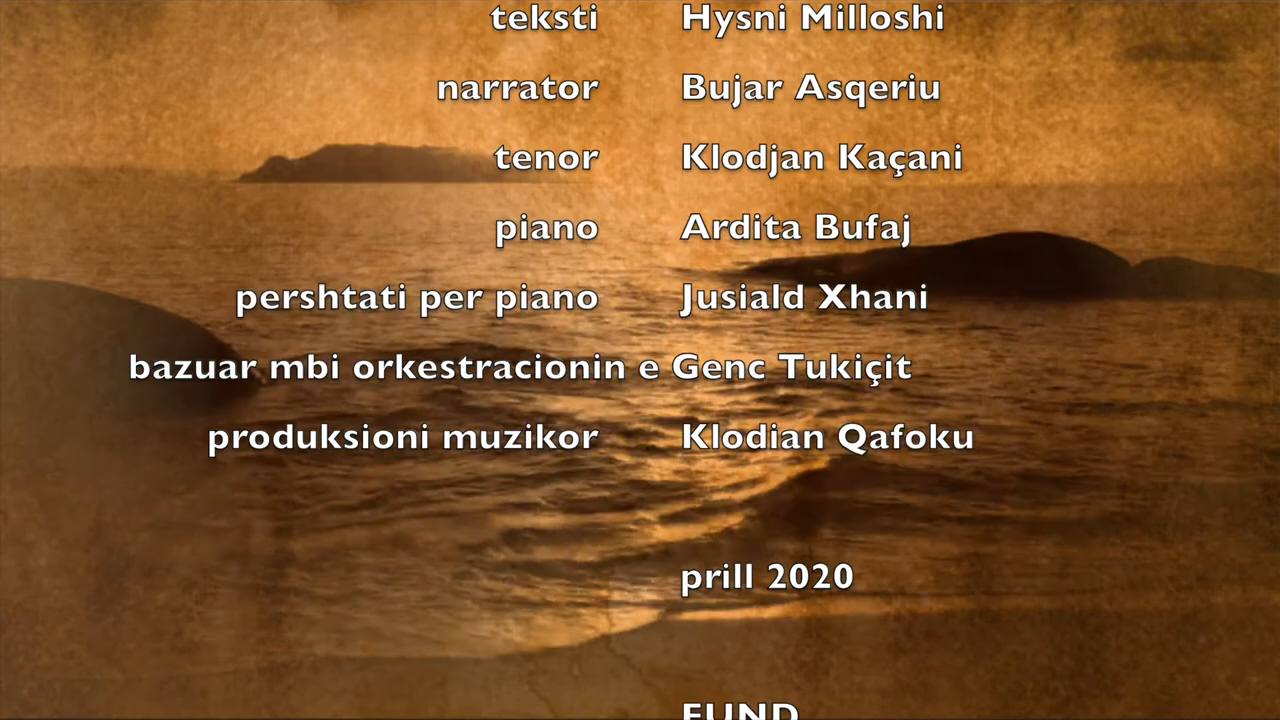 teksti Hysni Milloshi
narrator Bujar Asqeriu
tenor Klodjan Kaçani
piano Ardita Bufaj
pershtati per piano Jusiald Xhani
bazuar mbi orkestracionin e Genc Tukiçit
produksioni muzikor Klodian Qafoku
prill 2020
FUND